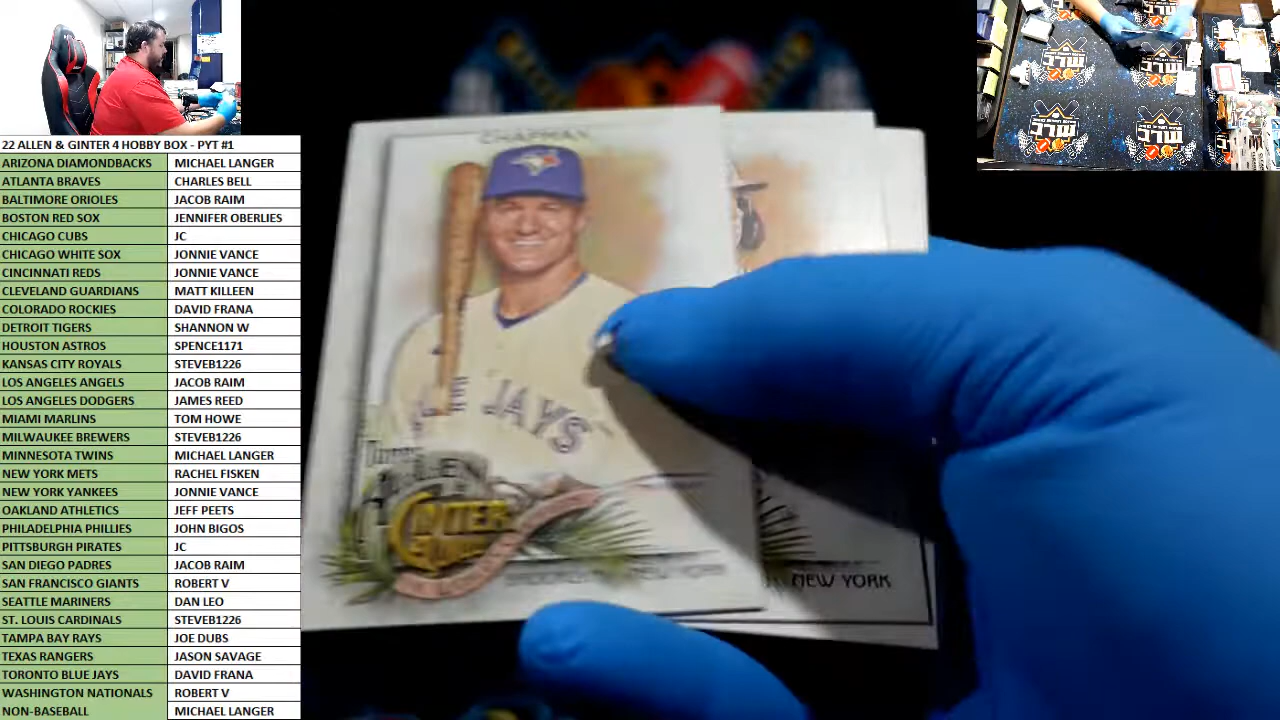 22 ALLEN & GINTER 4 HOBBY BOX - PYT #1
ARIZONA DIAMONDBACKS MICHAEL LANGER
ATLANTA BRAVES CHARLES BELL
BALTIMORE ORIOLES JACOB RAIM
BOSTON RED SOX JENNIFER OBERLIES
CHICAGO CUBS JC
CHICAGO WHITE SOX JONNIE VANCE
CINCINNATI REDS JONNIE VANCE
CLEVELAND GUARDIANS MATT KILLEEN
COLORADO ROCKIES DAVID FRANA
DETROIT TIGERS SHANNON W
HOUSTON ASTROS SPENCE1171
KANSAS CITY ROYALS STEVEB1226
LOS ANGELES ANGELS JACOB RAIM
LOS ANGELES DODGERS JAMES REED
MIAMI MARLINS TOM HOWE
MILWAUKEE BREWERS STEVEB1226
MINNESOTA TWINS MICHAEL LANGER
NEW YORK METS RACHEL FISKEN
NEW YORK YANKEES JONNIE VANCE
OAKLAND ATHLETICS JEFF PEETS
PHILADELPHIA PHILLIES JOHN BIGOS
PITTSBURGH PIRATES JC
SAN DIEGO PADRES JACOB RAIM
SAN FRANCISCO GIANTS ROBERT V
SEATTLE MARINERS DAN LEO
ST. LOUIS CARDINALS STEVEB1226
TAMPA BAY RAYS JOE DUBS
TEXAS RANGERS JASON SAVAGE
TORONTO BLUE JAYS DAVID FRANA
WASHINGTON NATIONALS ROBERT V
NON-BASEBALL MICHAEL LANGER
CHAPMAN
JAYS
Topps
GINTER
NEW YORK
NEW YORK